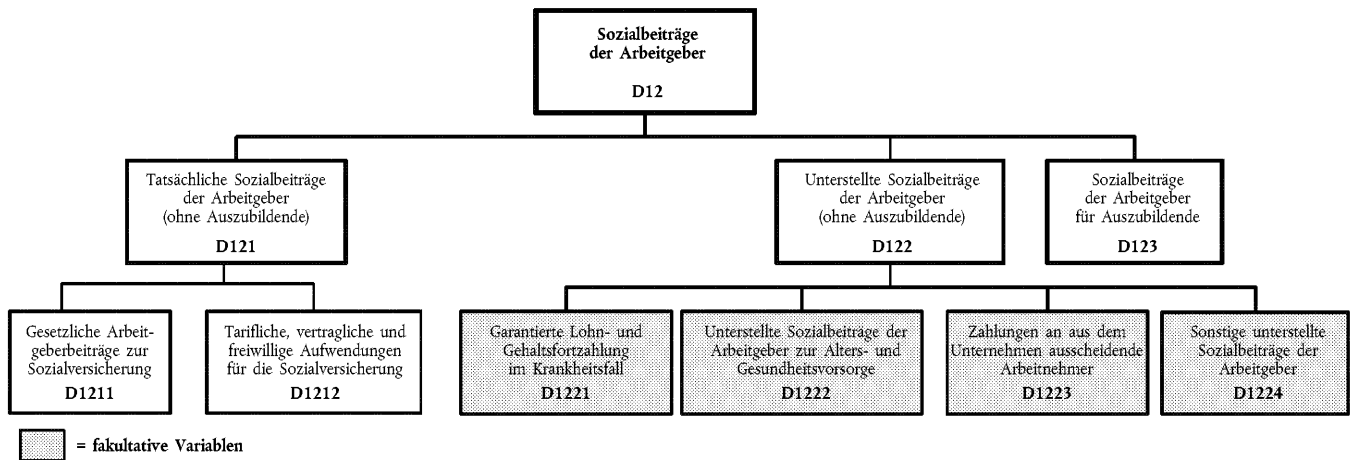 Sozialbeiträge
der Arbeitgeber
D12
Tatsächliche Sozialbeiträge
der Arbeitgeber
(ohne Auszubildende)
D121
Unterstellte Sozialbeiträge
der Arbeitgeber
(ohne Auszubildende)
D122
Sozialbeiträge
der Arbeitgeber
für Auszubildende
D123
Gesetzliche Arbeit-
geberbeiträge zur
Sozialversicherung
D1211
Tarifliche, vertragliche und
freiwillige Aufwendungen
für die Sozialversicherung
D1212
Garantierte Lohn- und
Gehaltsfortzahlung
im Krankheitsfall
D1221
Unterstellte Sozialbeiträge der
Arbeitgeber zur Alters- und
Gesundheitsvorsorge
D1222
Zahlungen an aus dem
Unternehmen ausscheidende
Arbeitnehmer
D1223
Sonstige unterstellte
Sozialbeiträge der
Arbeitgeber
D1224
= fakultative Variablen